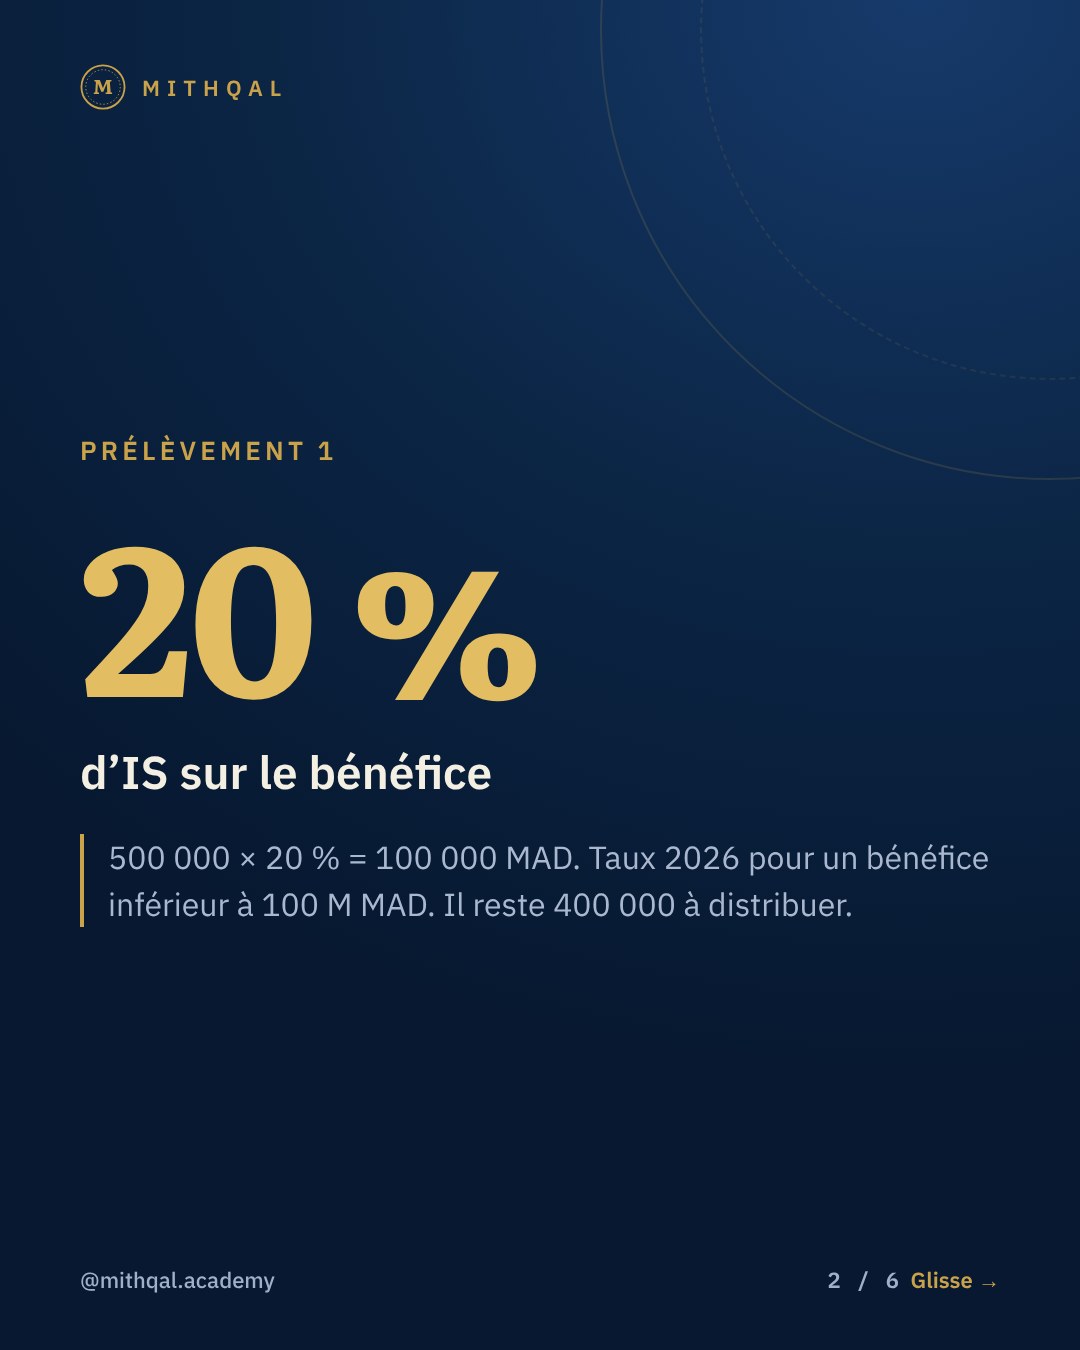 M MITHQAL
PRÉLÈVEMENT 1
20 %
d’IS sur le bénéfice
500 000 × 20 % = 100 000 MAD. Taux 2026 pour un bénéfice
inférieur à 100 M MAD. Il reste 400 000 à distribuer.
@mithqal.academy
2 / 6 Glisse →